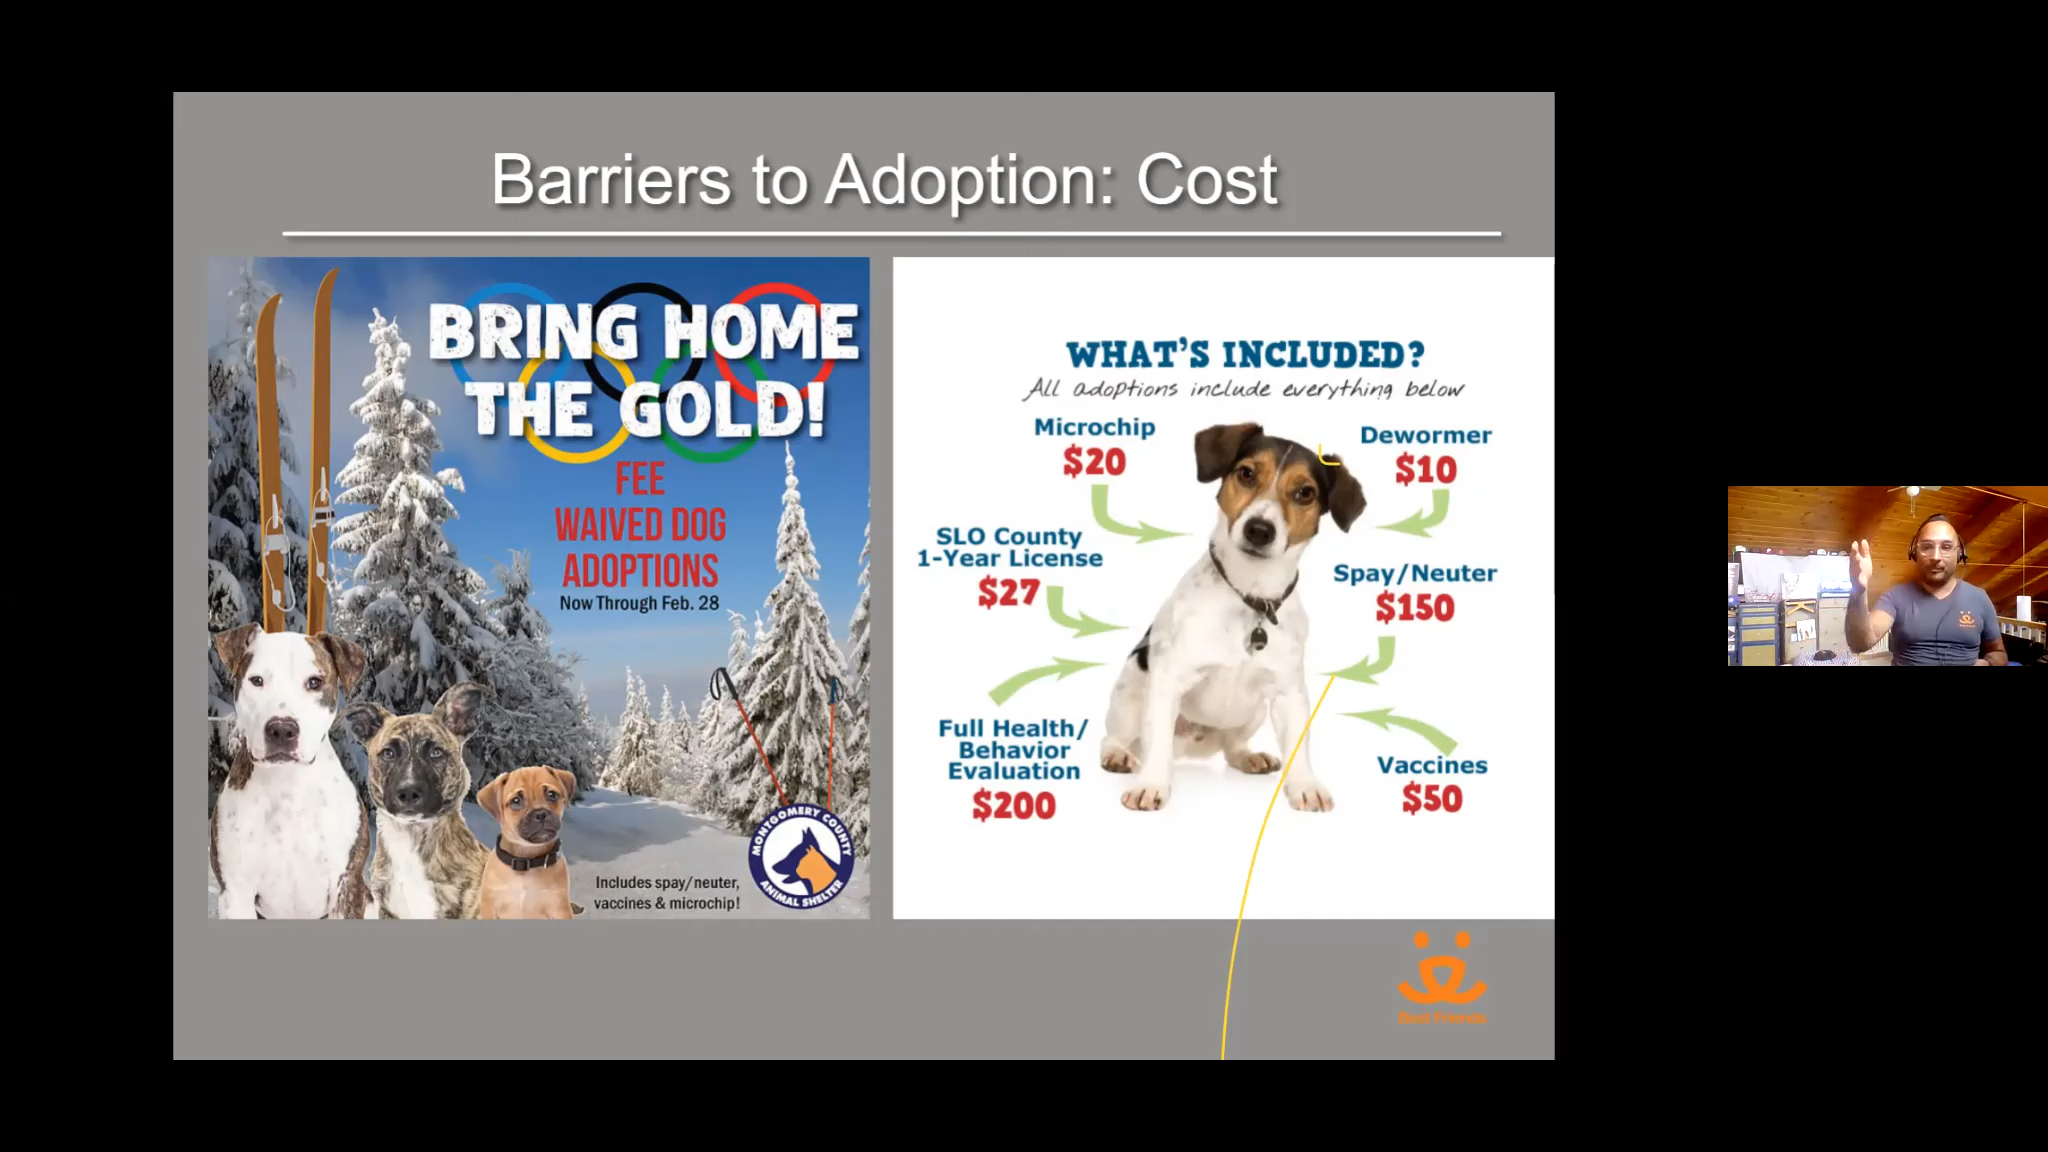 Barriers to Adoption: Cost
BRING HOME
THE GOLD!
FEE
WAIVED DOG
ADOPTIONS
Now Through Feb. 28
MONTGOMERY COUNTY
ANIMAL SHELTER
Includes spay/neuter,
vaccines & microchip!
WHAT'S INCLUDED?
All adoptions include everything below
Microchip
$20
Dewormer
$10
SLO County
1-Year License
$27
Spay/Neuter
$150
Full Health/
Behavior
Evaluation
$200
Vaccines
$50
Best Friends